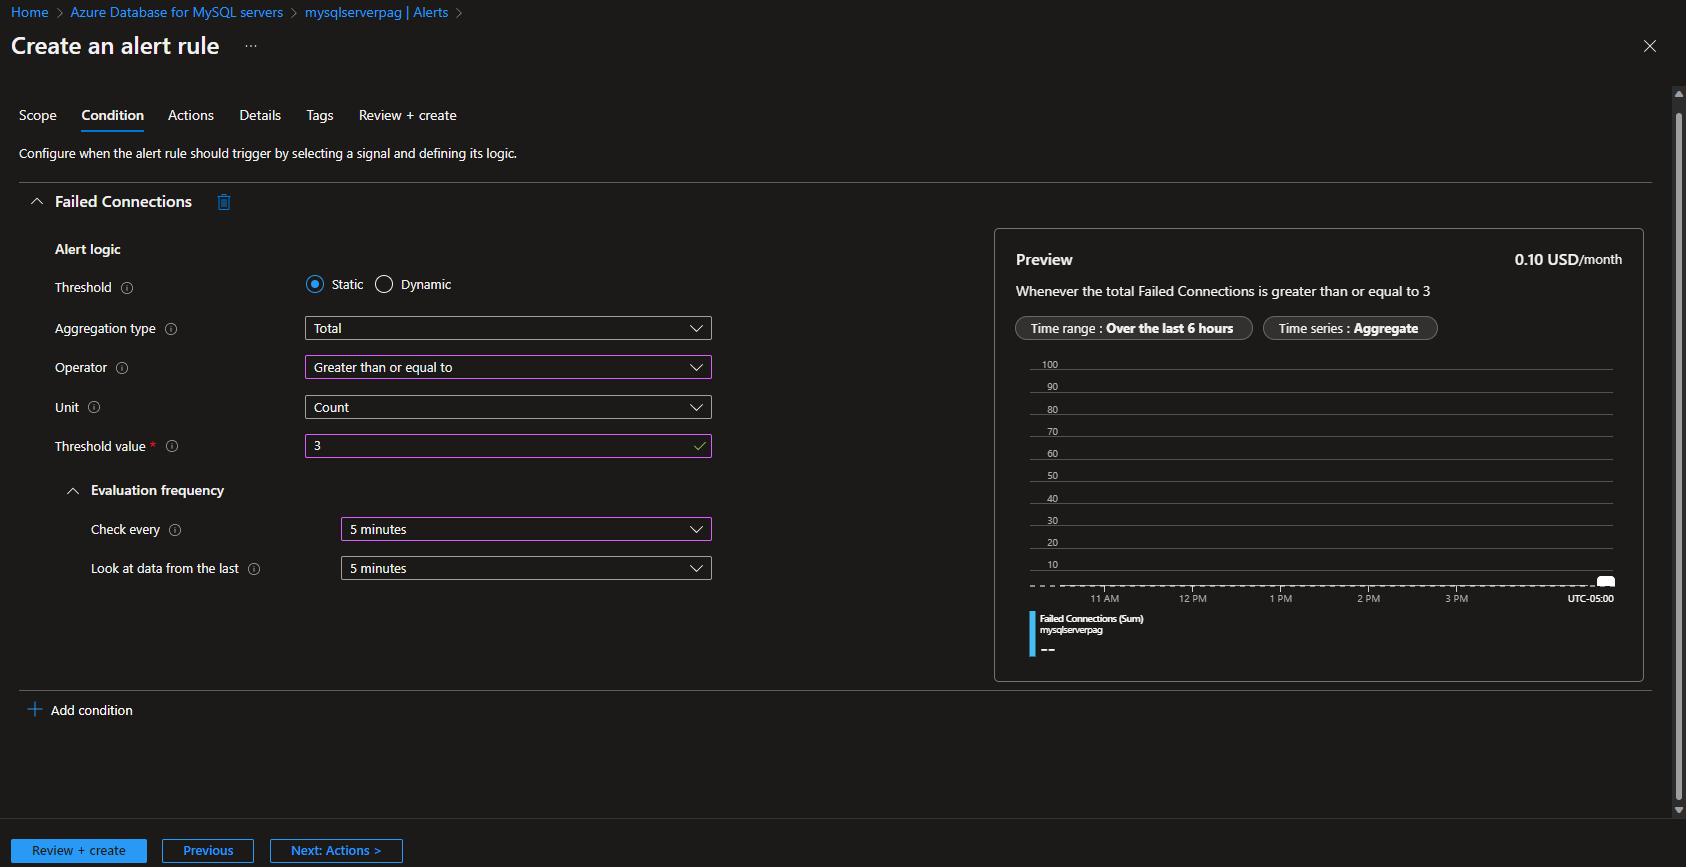 Home > Azure Database for MySQL servers > mysqlserverpag | Alerts >
Create an alert rule ...
Scope Condition Actions Details Tags Review + create
Configure when the alert rule should trigger by selecting a signal and defining its logic.
Failed Connections
Alert logic
Threshold Static Dynamic
Aggregation type Total
Operator Greater than or equal to
Unit Count
Threshold value * 3
Evaluation frequency
Check every 5 minutes
Look at data from the last 5 minutes
Preview 0.10 USD/month
Whenever the total Failed Connections is greater than or equal to 3
Time range : Over the last 6 hours Time series : Aggregate
100
90
80
70
60
50
40
30
20
10
11 AM 12 PM 1 PM 2 PM 3 PM UTC-05:00
Failed Connections (Sum)
mysqlserverpag
--
+ Add condition
Review + create Previous Next: Actions >